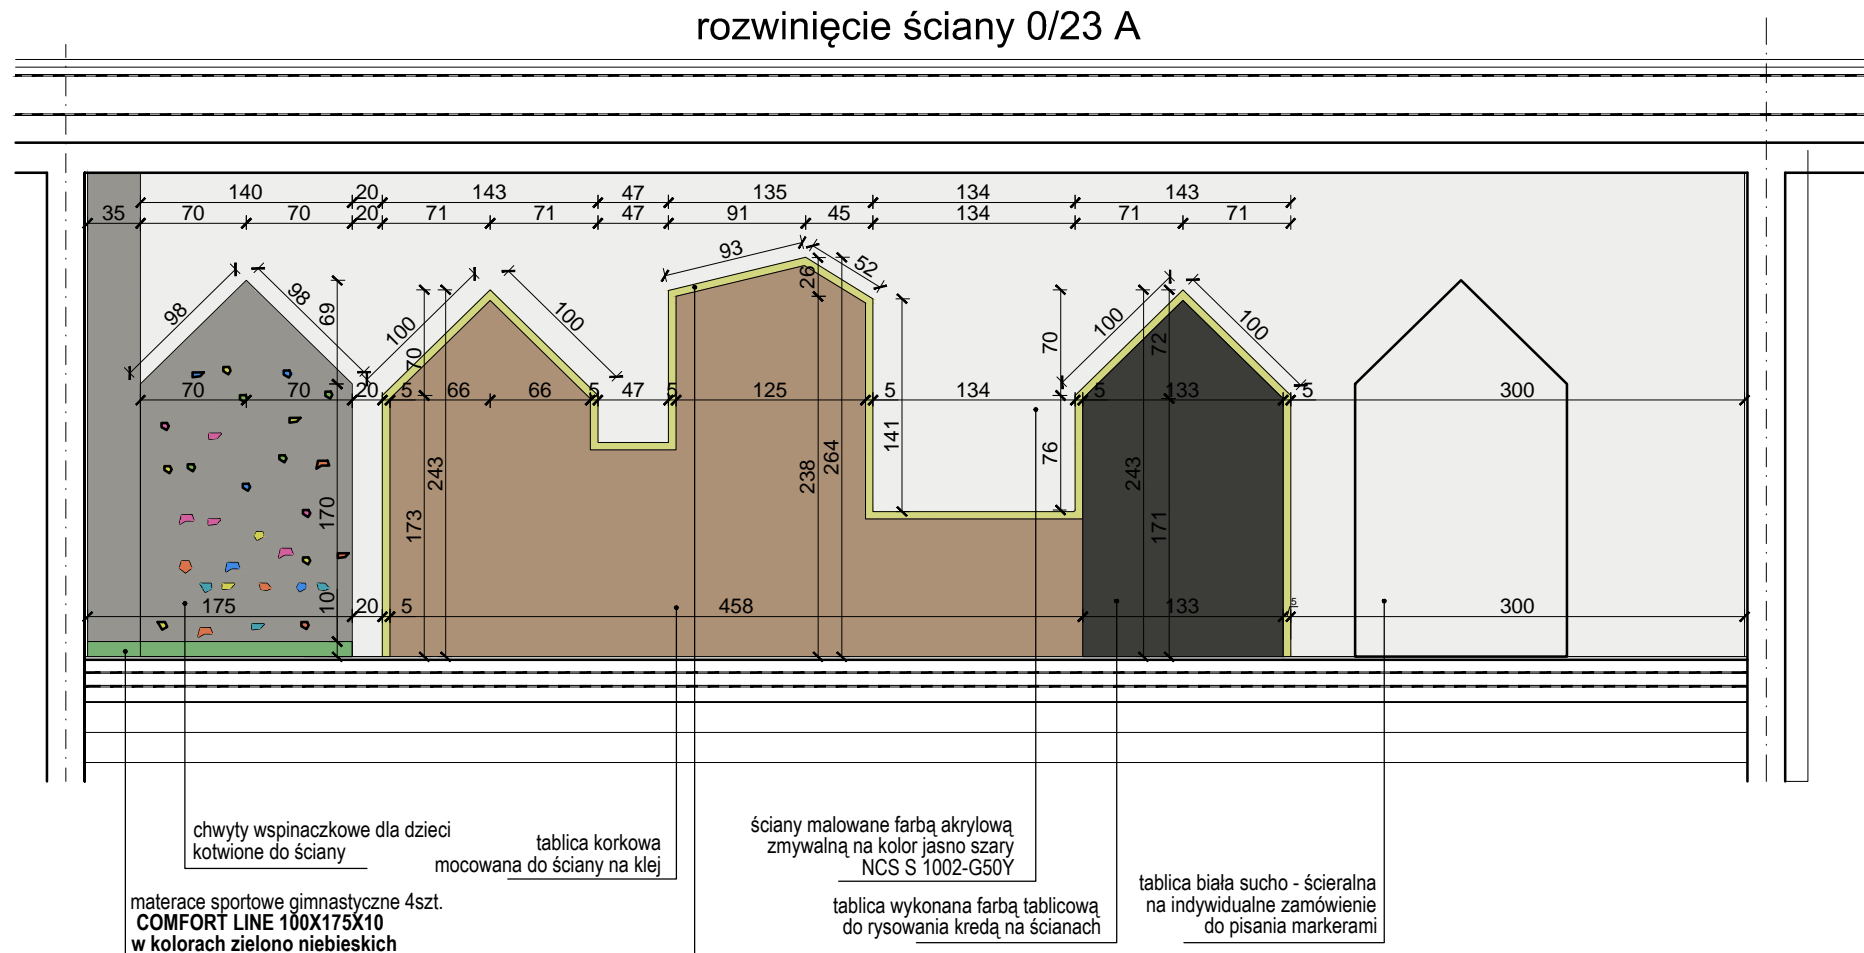 rozwinięcie ściany 0/23 A
140 20 143 47 135 134 143
35 70 70 20 71 71 47 91 45 134 71 71
93 52
26
98 98 69 100 100 70 100 72 100
70
70 70 20 5 66 66 5 47 5 125 5 134 5 133 5 300
141 76
243 238 264 243
170 173 171
10
175 20 5 458 133 5 300
chwyty wspinaczkowe dla dzieci
kotwione do ściany
tablica korkowa
mocowana do ściany na klej
ściany malowane farbą akrylową
zmywalną na kolor jasno szary
NCS S 1002-G50Y
materace sportowe gimnastyczne 4szt.
COMFORT LINE 100X175X10
w kolorach zielono niebieskich
tablica wykonana farbą tablicową
do rysowania kredą na ścianach
tablica biała sucho - ścieralna
na indywidualne zamówienie
do pisania markerami